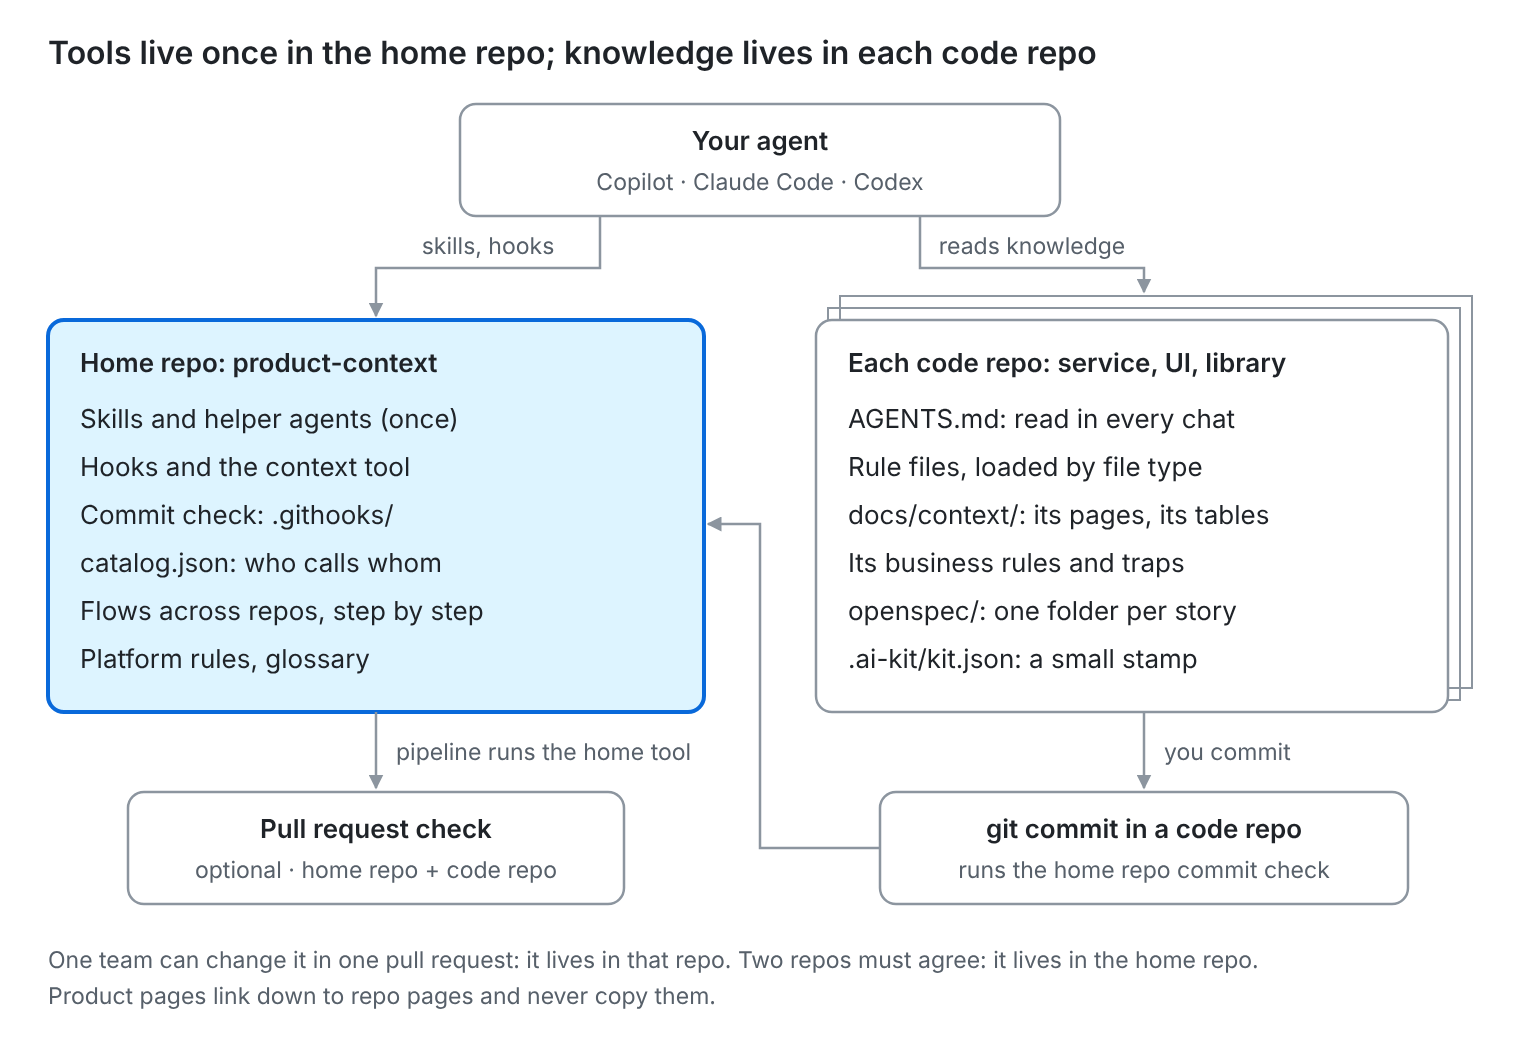 Tools live once in the home repo; knowledge lives in each code repo
Your agent
Copilot · Claude Code · Codex
skills, hooks
reads knowledge
Home repo: product-context
Skills and helper agents (once)
Hooks and the context tool
Commit check: .githooks/
catalog.json: who calls whom
Flows across repos, step by step
Platform rules, glossary
Each code repo: service, UI, library
AGENTS.md: read in every chat
Rule files, loaded by file type
docs/context/: its pages, its tables
Its business rules and traps
openspec/: one folder per story
.ai-kit/kit.json: a small stamp
pipeline runs the home tool
you commit
Pull request check
optional · home repo + code repo
git commit in a code repo
runs the home repo commit check
One team can change it in one pull request: it lives in that repo. Two repos must agree: it lives in the home repo.
Product pages link down to repo pages and never copy them.